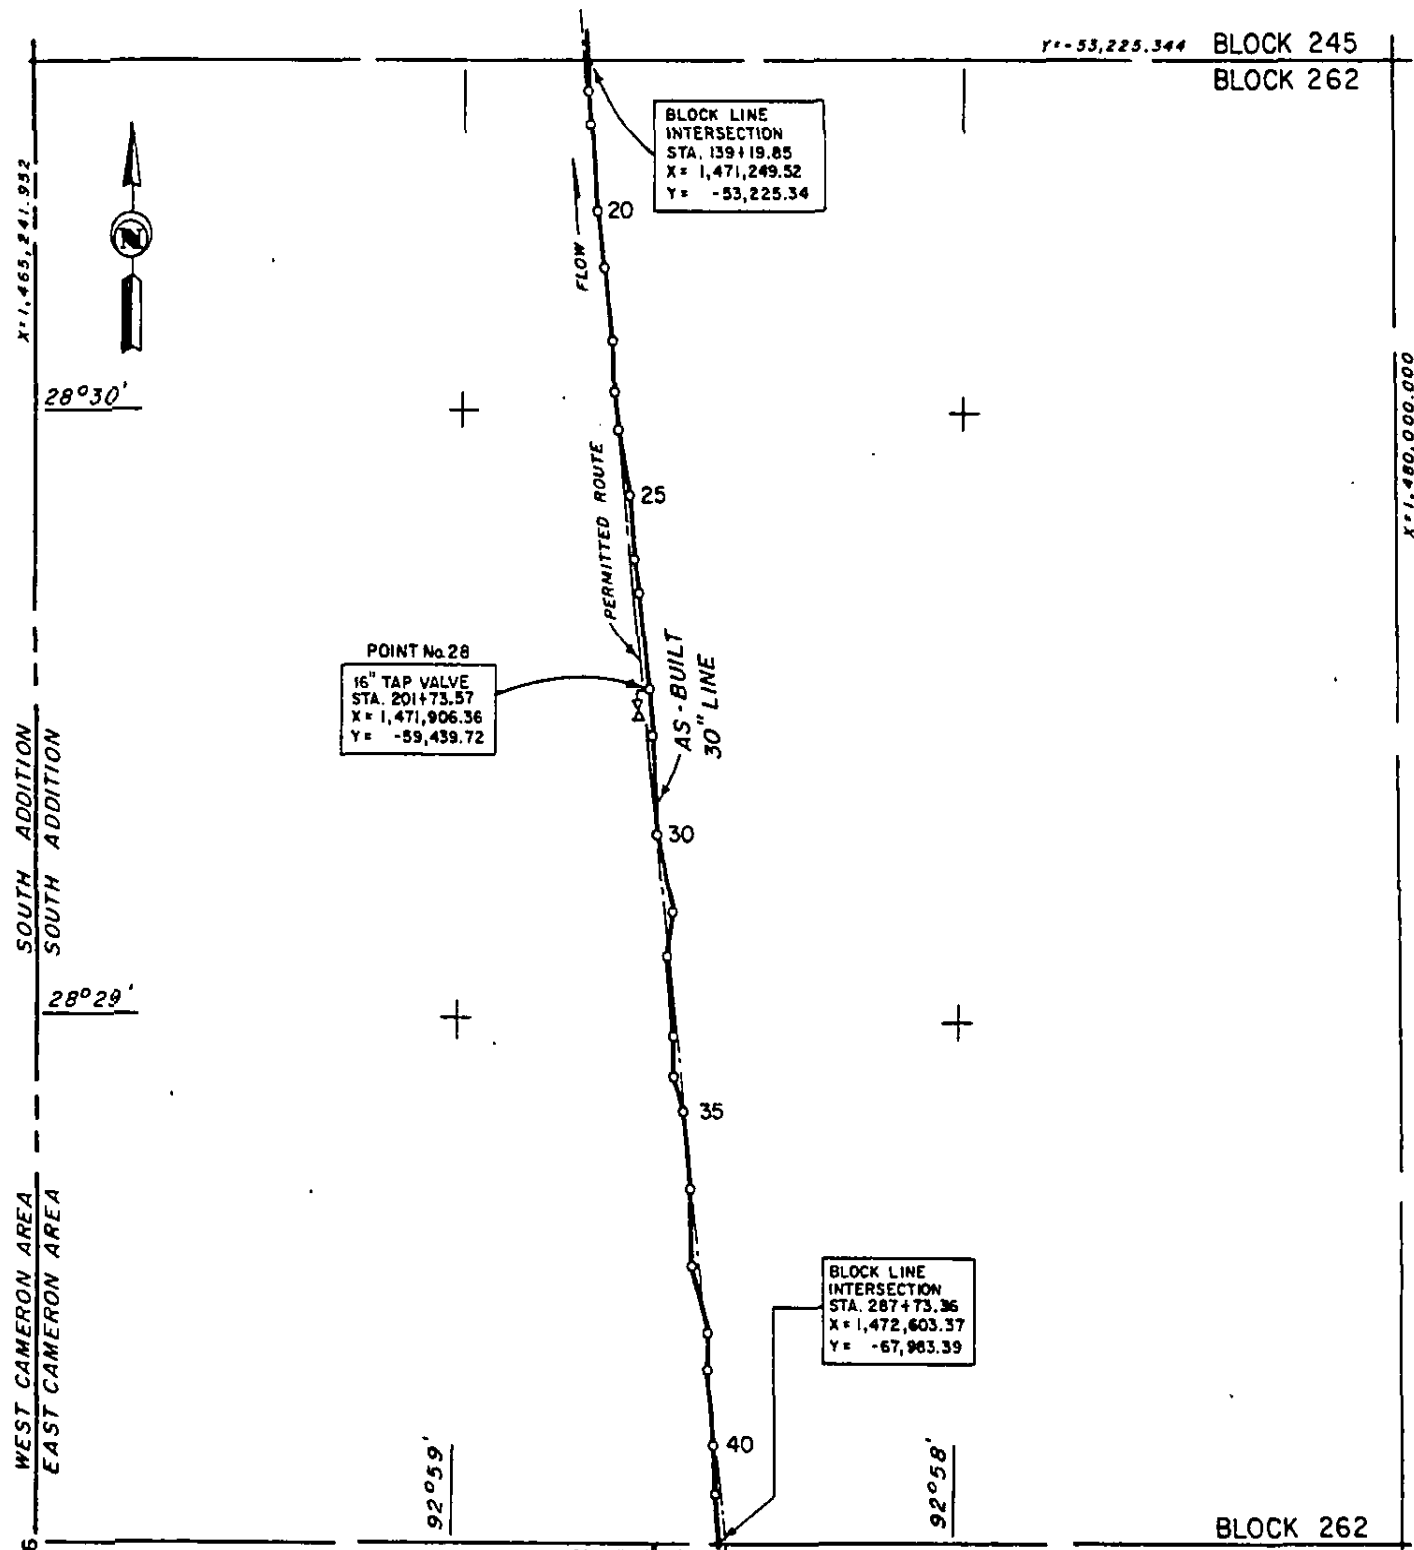 Y=-53,225.344 BLOCK 245
BLOCK 262
BLOCK LINE
INTERSECTION
STA. 139+19.85
X= 1,471,249.52
Y= -53,225.34
X=1,465,241.952
N
20
FLOW
28°30'
X=1,480,000.000
25
PERMITTED ROUTE
POINT No.28
16" TAP VALVE
STA. 201+73.57
X= 1,471,906.36
Y= -59,439.72
AS-BUILT
30" LINE
30
SOUTH ADDITION
SOUTH ADDITION
28°29'
35
WEST CAMERON AREA
EAST CAMERON AREA
BLOCK LINE
INTERSECTION
STA. 287+73.36
X=1,472,603.37
Y= -67,983.39
40
92°59'
92°58'
BLOCK 262
6